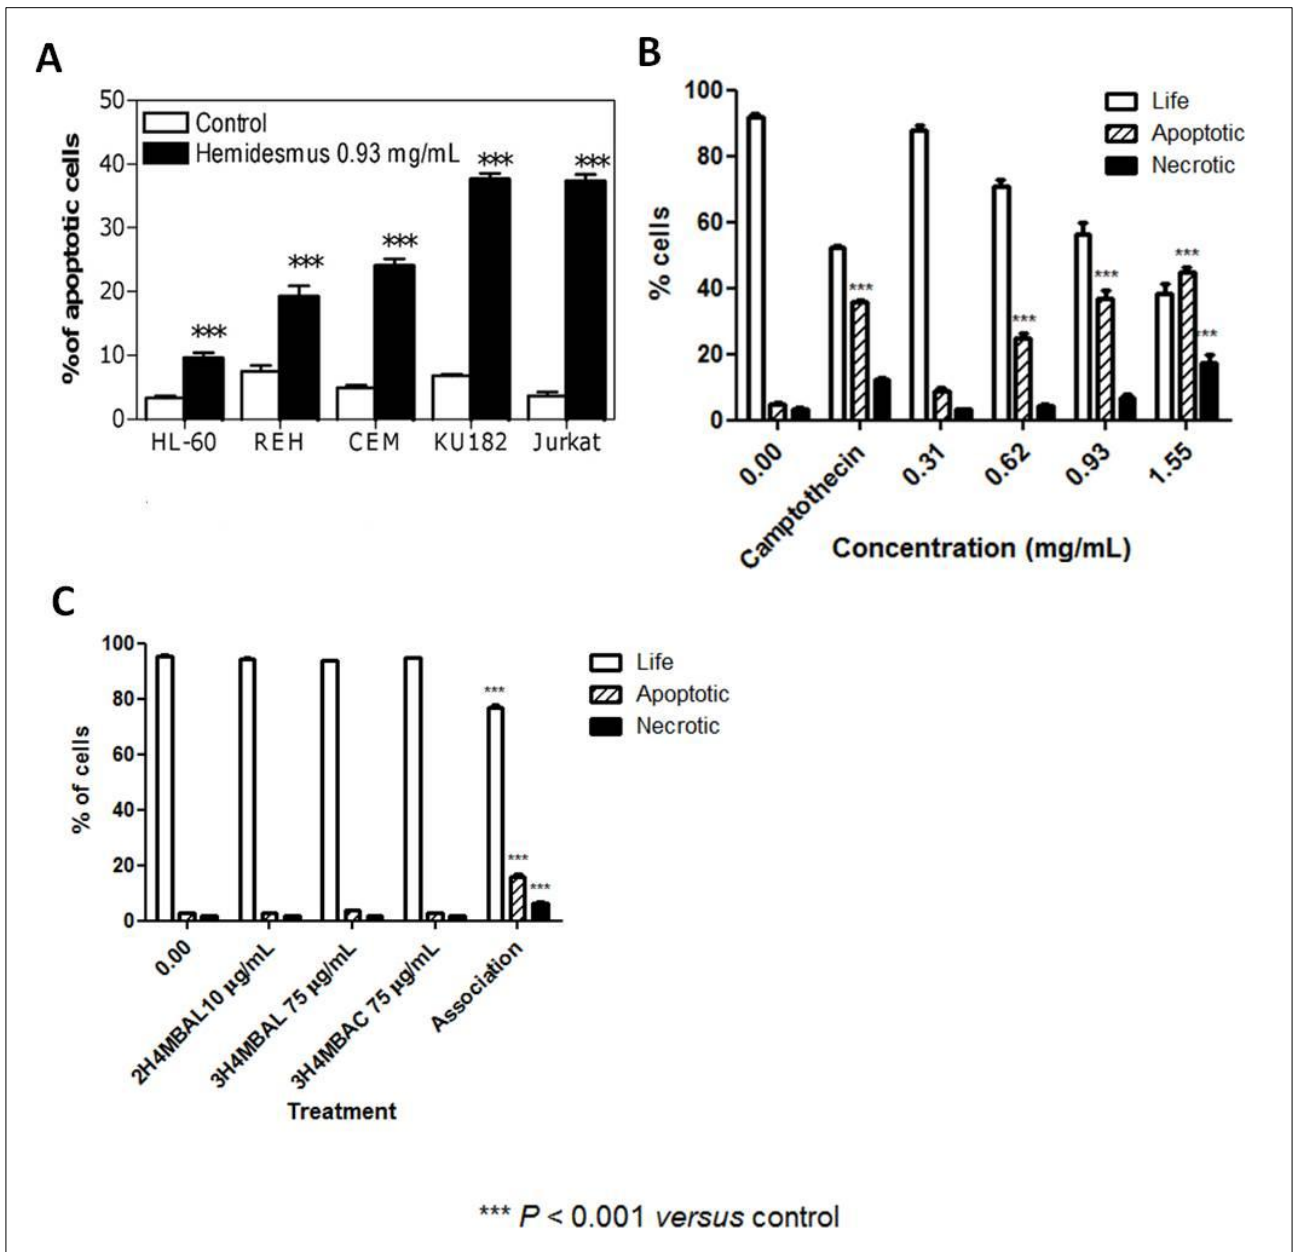 A
50
40
30
20
10
0
%of apoptotic cells
Control
Hemidesmus 0.93 mg/mL
***
***
***
***
***
HL-60 REH CEM KU182 Jurkat
B
100
80
60
40
20
0
% cells
Life
Apoptotic
Necrotic
***
***
***
***
***
0.00
Camptothecin
0.31
0.62
0.93
1.55
Concentration (mg/mL)
C
100
80
60
40
20
0
% of cells
Life
Apoptotic
Necrotic
***
***
***
0.00
2H4MBAL10 µg/mL
3H4MBAL 75 µg/mL
3H4MBAC 75 µg/mL
Association
Treatment
*** P < 0.001 versus control